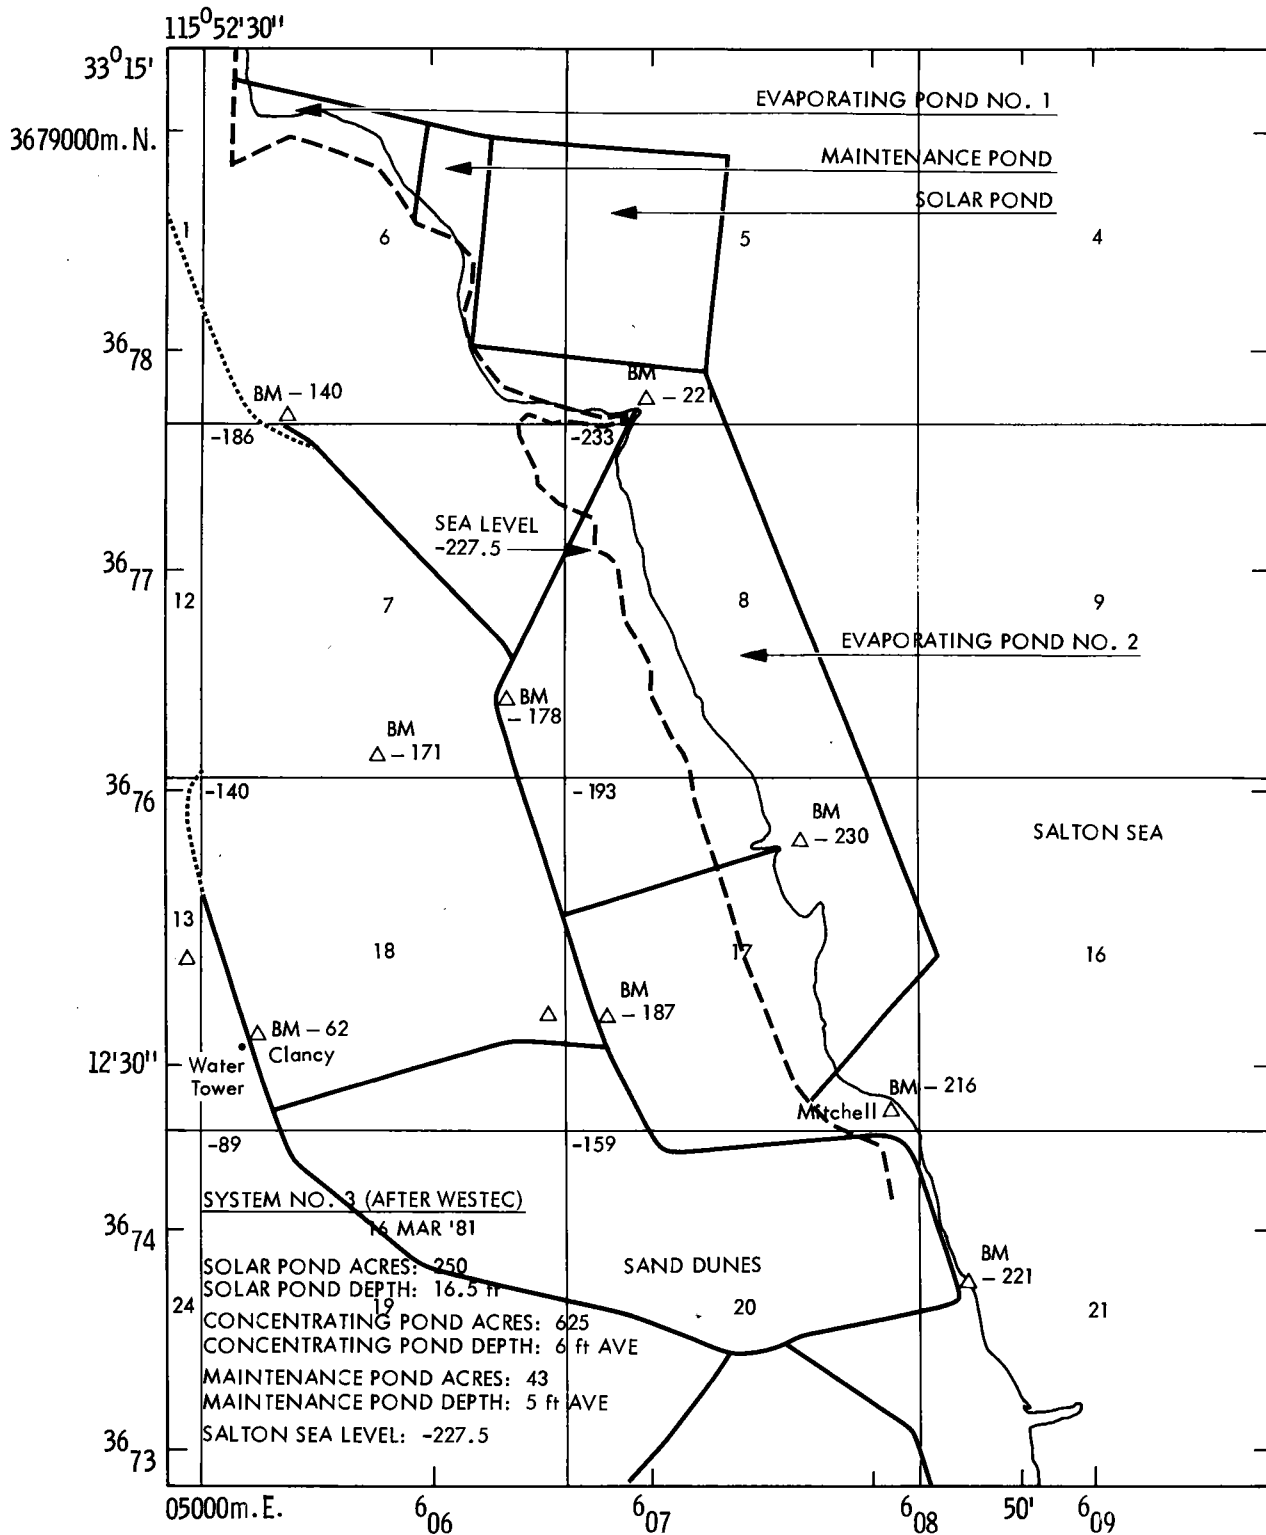 115°52'30"
33°15'
EVAPORATING POND NO. 1
3679000m.N.
MAINTENANCE POND
SOLAR POND
1
6
5
4
36 78
BM
BM – 140
– 221
-186
-233
SEA LEVEL
-227.5
36 77
12
7
8
9
EVAPORATING POND NO. 2
BM
– 178
BM
– 171
36 76
-140
-193
BM
– 230
SALTON SEA
13
18
17
16
BM
– 187
BM – 62
Clancy
12'30"
Water
Tower
BM – 216
Mitchell
-89
-159
SYSTEM NO. 3 (AFTER WESTEC)
16 MAR '81
36 74
BM
– 221
SOLAR POND ACRES: 250
SAND DUNES
SOLAR POND DEPTH: 16.5 ft
24
19
20
21
CONCENTRATING POND ACRES: 625
CONCENTRATING POND DEPTH: 6 ft AVE
MAINTENANCE POND ACRES: 43
MAINTENANCE POND DEPTH: 5 ft AVE
SALTON SEA LEVEL: -227.5
36 73
05000m.E.
6 06
6 07
6 08
50'
6 09